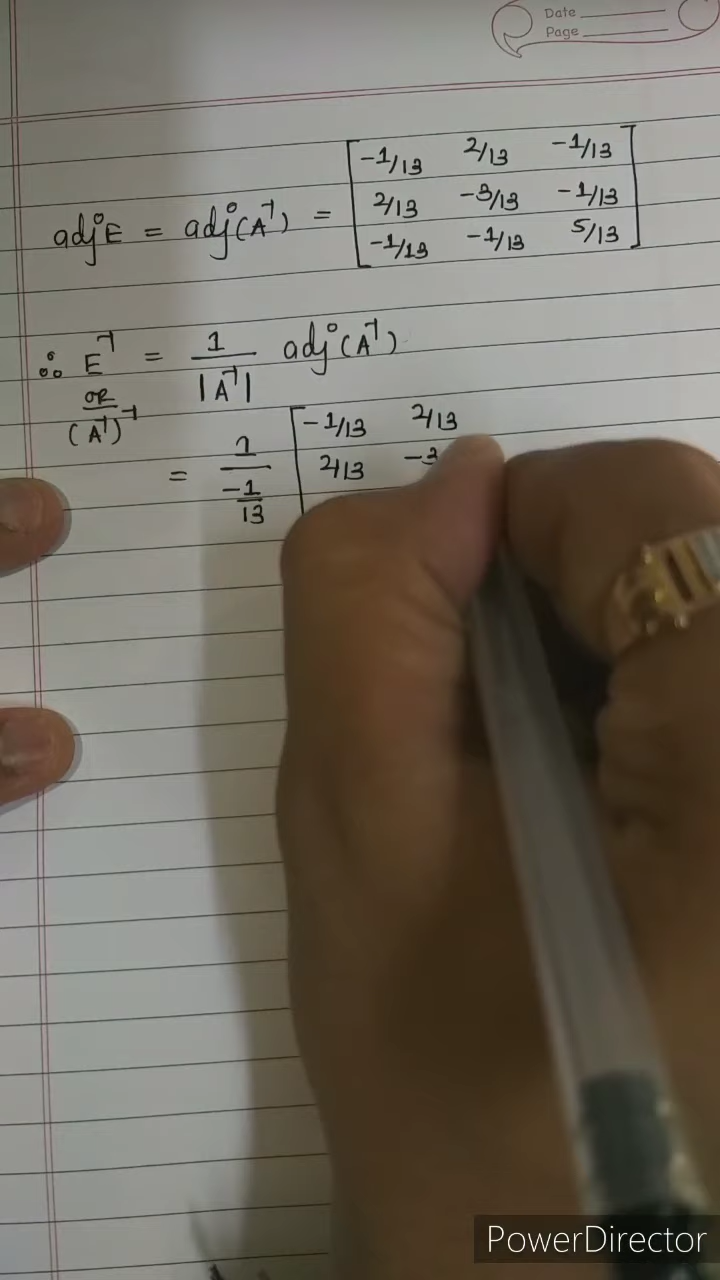 Date
Page
adj E = adj(A⁻¹) = [-1/13 2/13 -1/13
2/13 -3/13 -1/13
-1/13 -1/13 5/13]
∴ E⁻¹ = 1/|A⁻¹| adj(A⁻¹)
OR
(A⁻¹)⁻¹
= 1/(-1/13) [-1/13 2/13
2/13 -3
PowerDirector